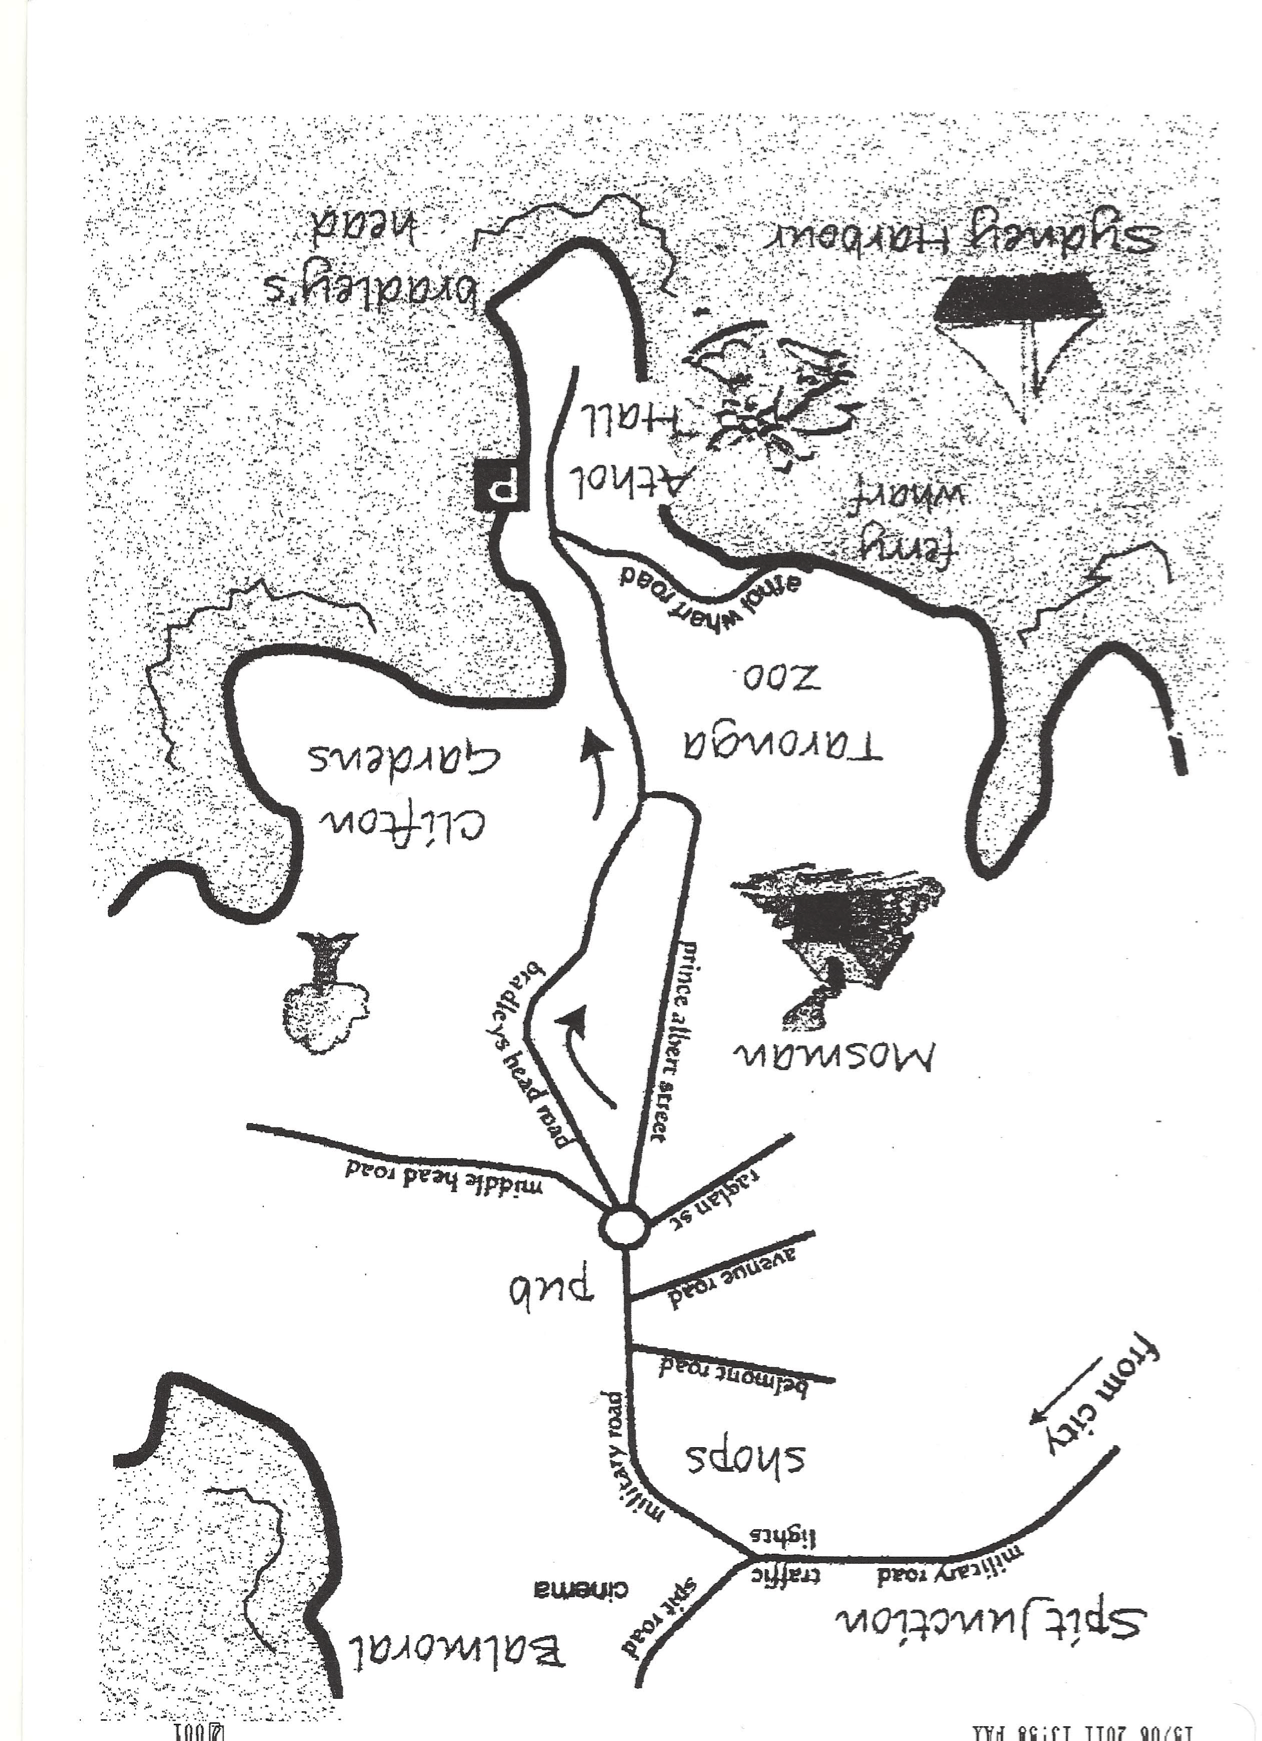 15/06 2011 13:58 FAX
001
Spit Junction
Balmoral
spit road
cinema
military road
traffic
lights
from city
military road
shops
belmont road
avenue road
pub
raglan st
middle head road
prince albert street
bradleys head road
Mosman
Clifton
Gardens
Taronga
Zoo
athol wharf road
ferry
wharf
Athol
Hall
P
bradley's
head
Sydney Harbour